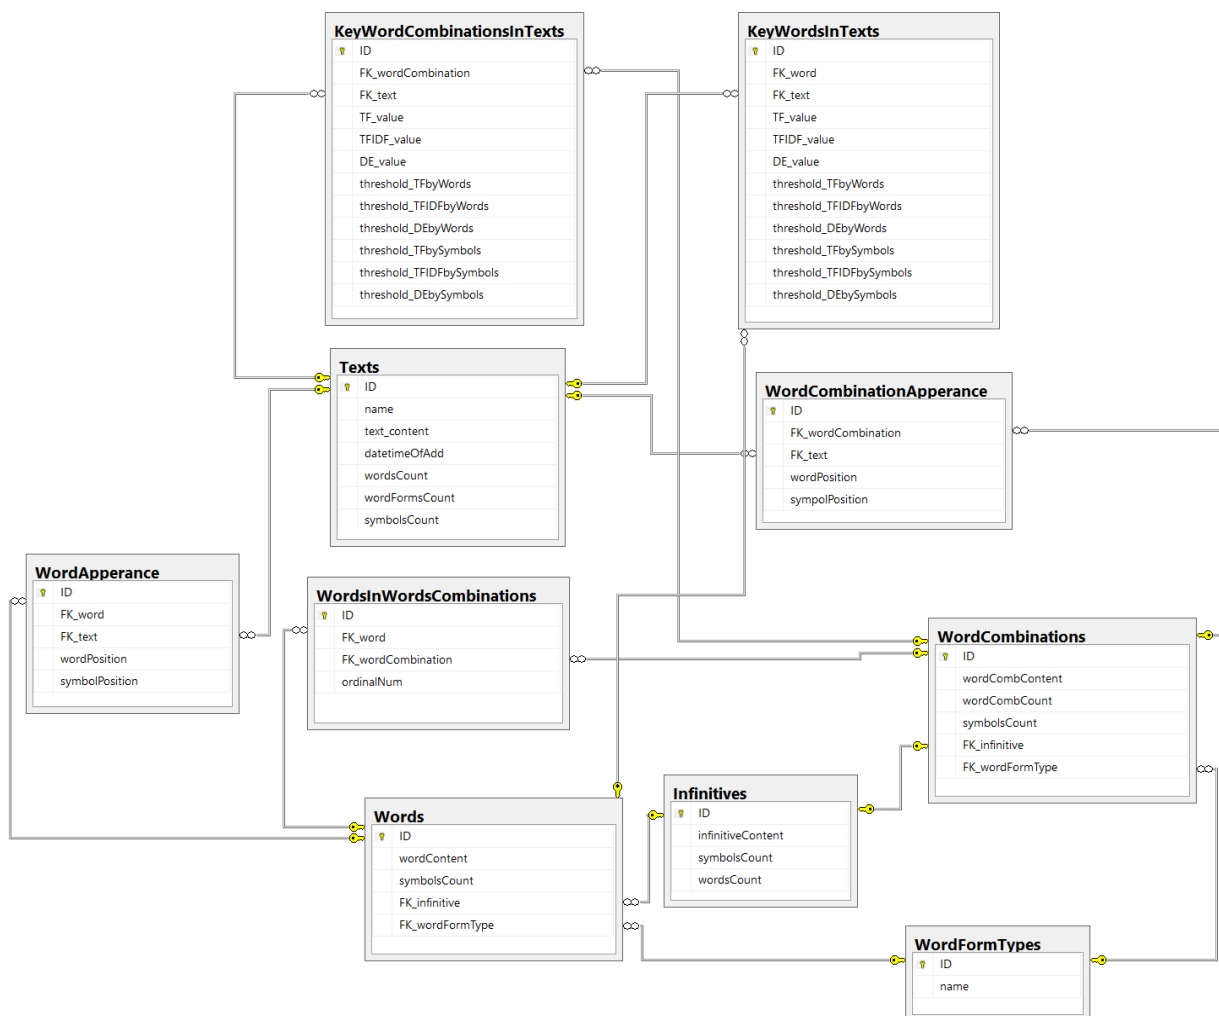 KeyWordCombinationsInTexts
ID
FK_wordCombination
FK_text
TF_value
TFIDF_value
DE_value
threshold_TFbyWords
threshold_TFIDFbyWords
threshold_DEbyWords
threshold_TFbySymbols
threshold_TFIDFbySymbols
threshold_DEbySymbols
KeyWordsInTexts
ID
FK_word
FK_text
TF_value
TFIDF_value
DE_value
threshold_TFbyWords
threshold_TFIDFbyWords
threshold_DEbyWords
threshold_TFbySymbols
threshold_TFIDFbySymbols
threshold_DEbySymbols
Texts
ID
name
text_content
datetimeOfAdd
wordsCount
wordFormsCount
symbolsCount
WordCombinationApperance
ID
FK_wordCombination
FK_text
wordPosition
sympolPosition
WordApperance
ID
FK_word
FK_text
wordPosition
symbolPosition
WordsInWordsCombinations
ID
FK_word
FK_wordCombination
ordinalNum
WordCombinations
ID
wordCombContent
wordCombCount
symbolsCount
FK_infinitive
FK_wordFormType
Infinitives
ID
infinitiveContent
symbolsCount
wordsCount
Words
ID
wordContent
symbolsCount
FK_infinitive
FK_wordFormType
WordFormTypes
ID
name